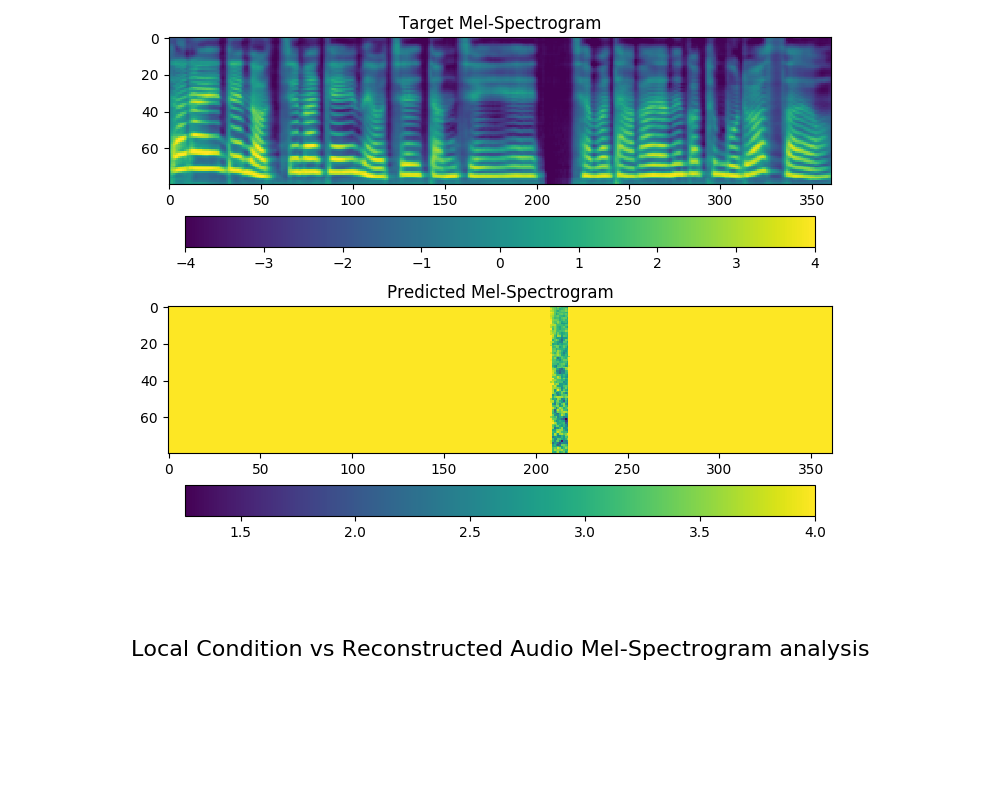 Target Mel-Spectrogram
0
20
40
60
0 50 100 150 200 250 300 350
−4 −3 −2 −1 0 1 2 3 4
Predicted Mel-Spectrogram
0
20
40
60
0 50 100 150 200 250 300 350
1.5 2.0 2.5 3.0 3.5 4.0
Local Condition vs Reconstructed Audio Mel-Spectrogram analysis